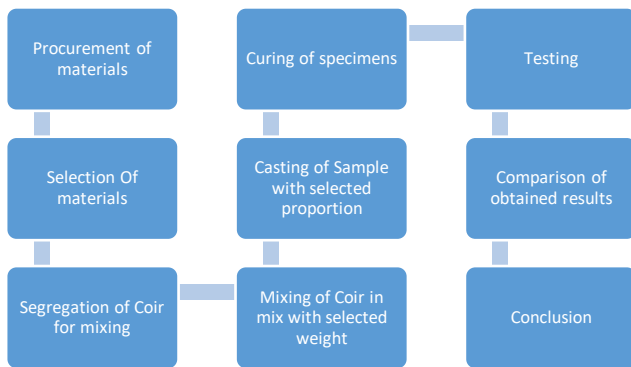 Procurement of
materials
Selection Of
materials
Segregation of Coir
for mixing
Mixing of Coir in
mix with selected
weight
Casting of Sample
with selected
proportion
Curing of specimens
Testing
Comparison of
obtained results
Conclusion